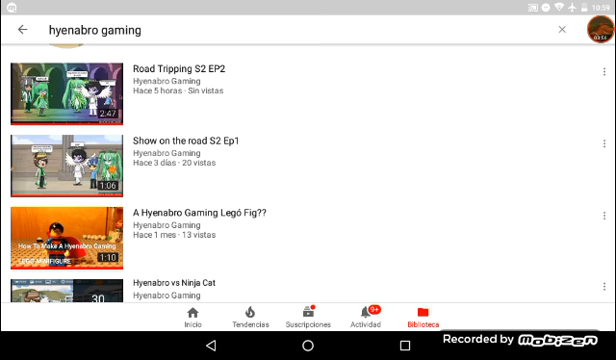 10:59
hyenabro gaming
Road Tripping S2 EP2
Hyenabro Gaming
Hace 5 horas · Sin vistas
2:47
Show on the road S2 Ep1
Hyenabro Gaming
Hace 3 días · 20 vistas
1:06
A Hyenabro Gaming Legó Fig??
Hyenabro Gaming
Hace 1 mes · 13 vistas
How To Make A Hyenabro Gaming
LEGO MINIFIGURE
1:10
Hyenabro vs Ninja Cat
Hyenabro Gaming
30
9+
Inicio
Tendencias
Suscripciones
Actividad
Biblioteca
Recorded by mobizen